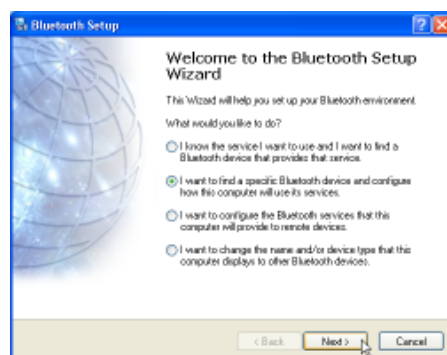 Bluetooth Setup
Welcome to the Bluetooth Setup
Wizard
This Wizard will help you set up your Bluetooth environment.
What would you like to do?
I know the service I want to use and I want to find a
Bluetooth device that provides that service.
I want to find a specific Bluetooth device and configure
how this computer will use its services.
I want to configure the Bluetooth services that this
computer will provide to remote devices.
I want to change the name and/or device type that this
computer displays to other Bluetooth devices.
< Back Next > Cancel